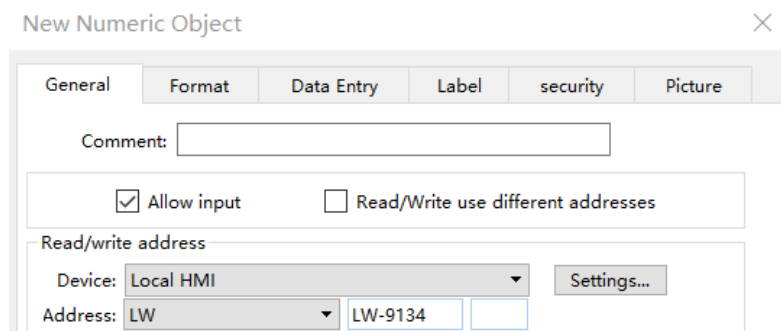 New Numeric Object
General Format Data Entry Label security Picture
Comment:
Allow input Read/Write use different addresses
Read/write address
Device: Local HMI Settings...
Address: LW LW-9134